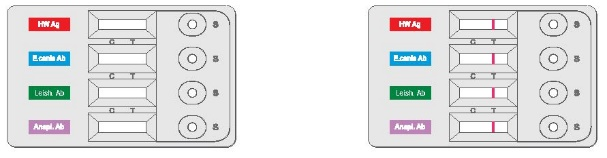 HW Ag S HW Ag S
C T C T
E.canis Ab S E.canis Ab S
C T C T
Leish. Ab S Leish. Ab S
C T C T
Anapl. Ab S Anapl. Ab S